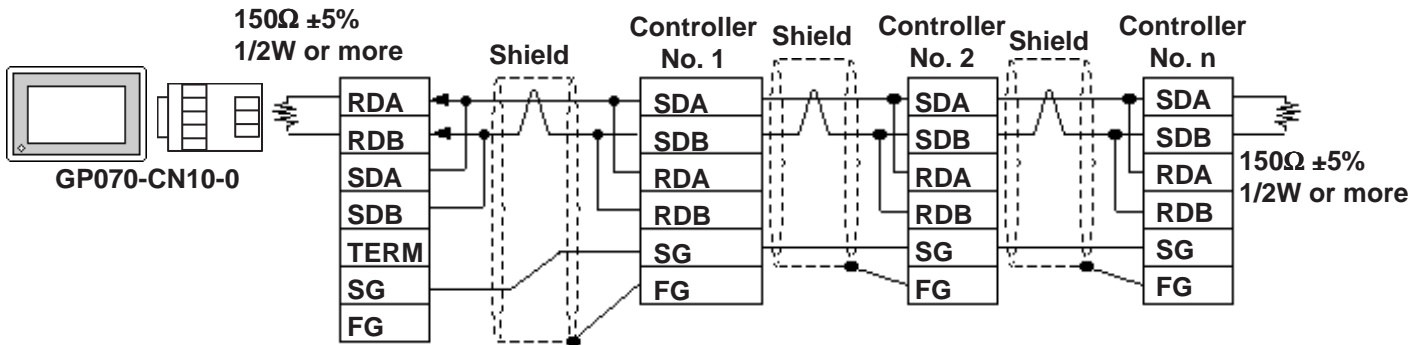 150Ω ±5%
1/2W or more
GP070-CN10-0
RDA
RDB
SDA
SDB
TERM
SG
FG
Shield
Controller
No. 1
SDA
SDB
RDA
RDB
SG
FG
Shield
Controller
No. 2
SDA
SDB
RDA
RDB
SG
FG
Shield
Controller
No. n
SDA
SDB
RDA
RDB
SG
FG
150Ω ±5%
1/2W or more